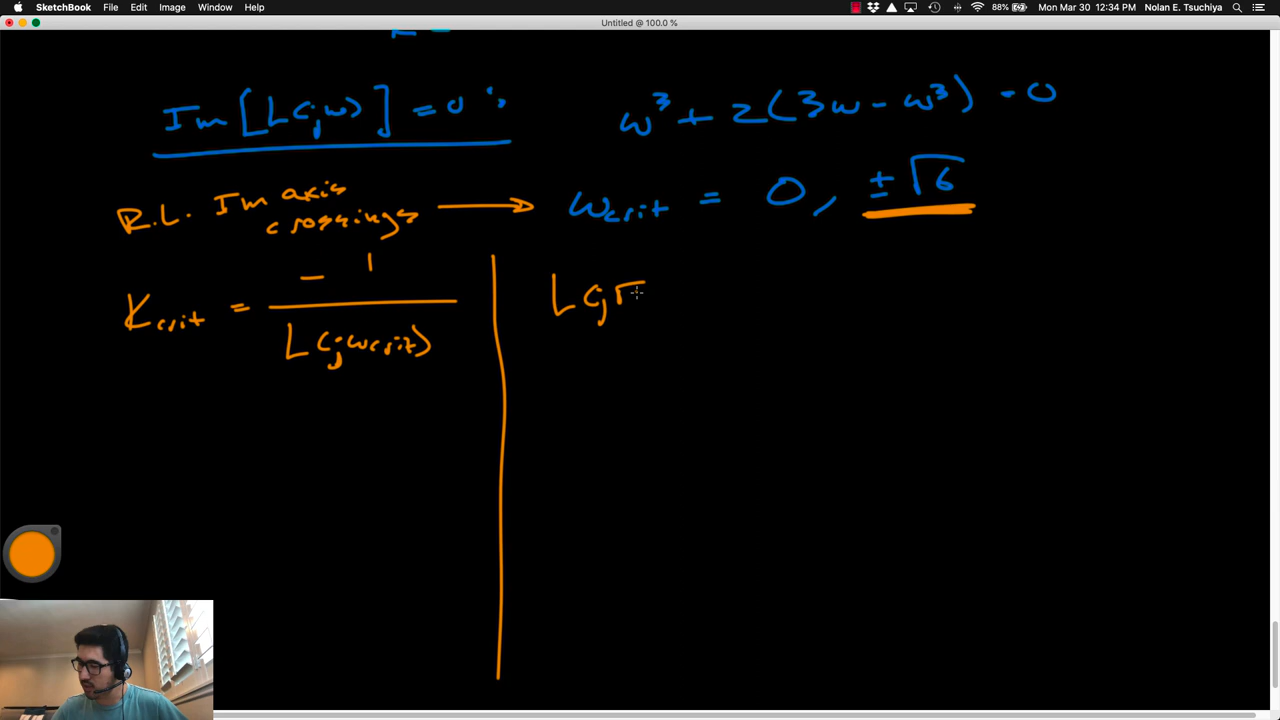 SketchBook File Edit Image Window Help 88% Mon Mar 30 12:34 PM Nolan E. Tsuchiya
Untitled @ 100.0 %
Im[L(jω)] = 0 : ω³ + 2(3ω - ω³) = 0
R.L. Im axis crossings → ωcrit = 0, ±√6
Kcrit = -1 / L(jωcrit)
L(j√